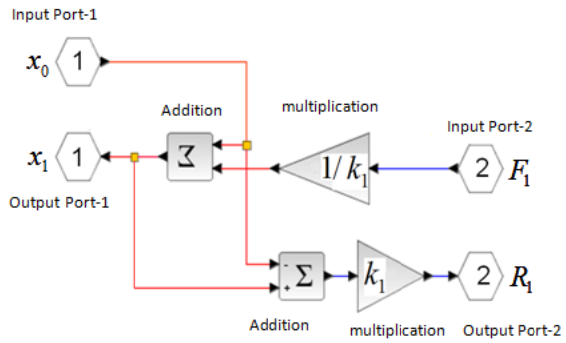 Input Port-1
x₀ 1
Addition
multiplication
Input Port-2
x₁ 1
Σ
1/k₁
2 F₁
Output Port-1
- + Σ
k₁
2 R₁
Addition
multiplication
Output Port-2